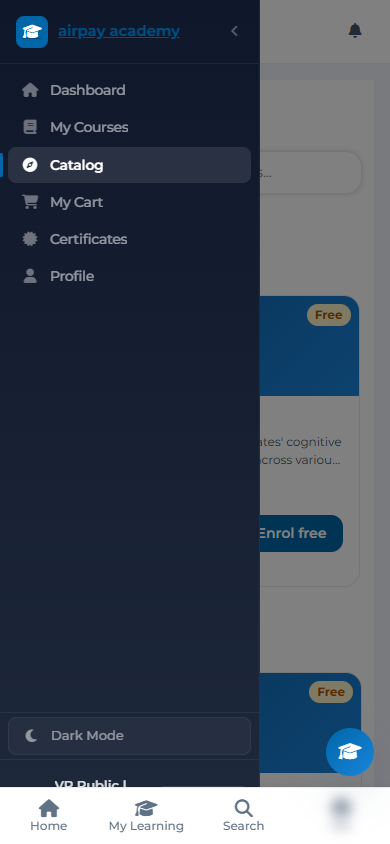 airpay academy
Dashboard
My Courses
Catalog
My Cart
Certificates
Profile
s...
Free
ates' cognitive
across variou...
Enrol free
Free
Dark Mode
VP Public
Home
My Learning
Search